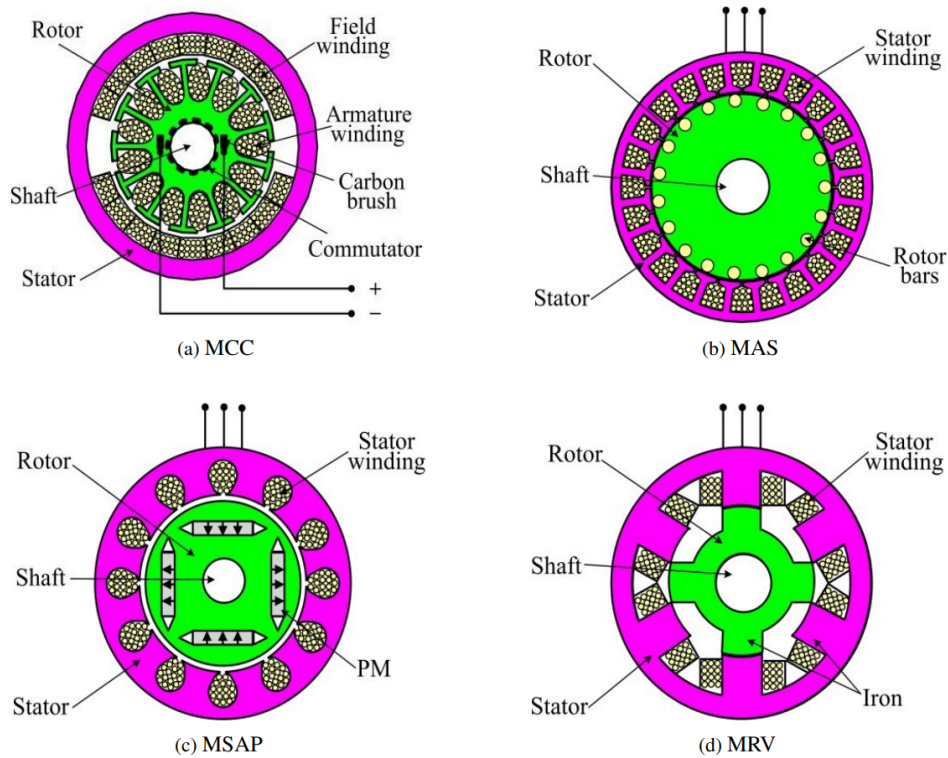 Rotor
Field
winding
Armature
winding
Shaft
Carbon
brush
Commutator
Stator
+
−
(a) MCC
Rotor
Stator
winding
Shaft
Rotor
bars
Stator
(b) MAS
Rotor
Stator
winding
Shaft
PM
Stator
(c) MSAP
Rotor
Stator
winding
Shaft
Stator
Iron
(d) MRV